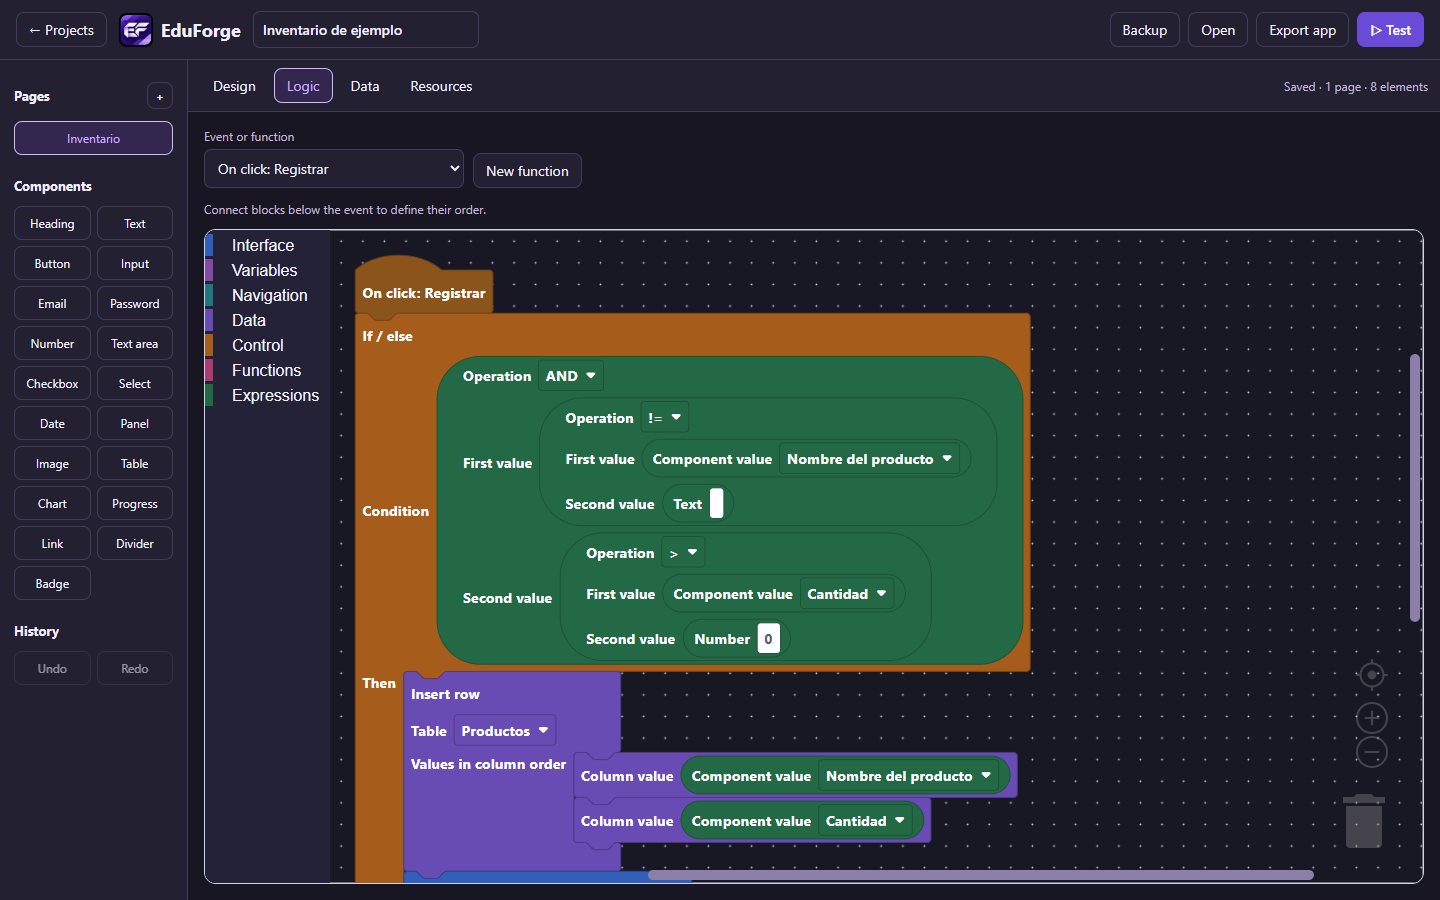 ← Projects
EF
EduForge
Inventario de ejemplo
Backup
Open
Export app
▷ Test
Pages
+
Inventario
Components
Heading
Text
Button
Input
Email
Password
Number
Text area
Checkbox
Select
Date
Panel
Image
Table
Chart
Progress
Link
Divider
Badge
History
Undo
Redo
Design
Logic
Data
Resources
Saved · 1 page · 8 elements
Event or function
On click: Registrar
New function
Connect blocks below the event to define their order.
Interface
Variables
Navigation
Data
Control
Functions
Expressions
On click: Registrar
If / else
Condition
Operation AND
First value
Operation !=
First value Component value Nombre del producto
Second value Text
Second value
Operation >
First value Component value Cantidad
Second value Number 0
Then
Insert row
Table Productos
Values in column order
Column value Component value Nombre del producto
Column value Component value Cantidad